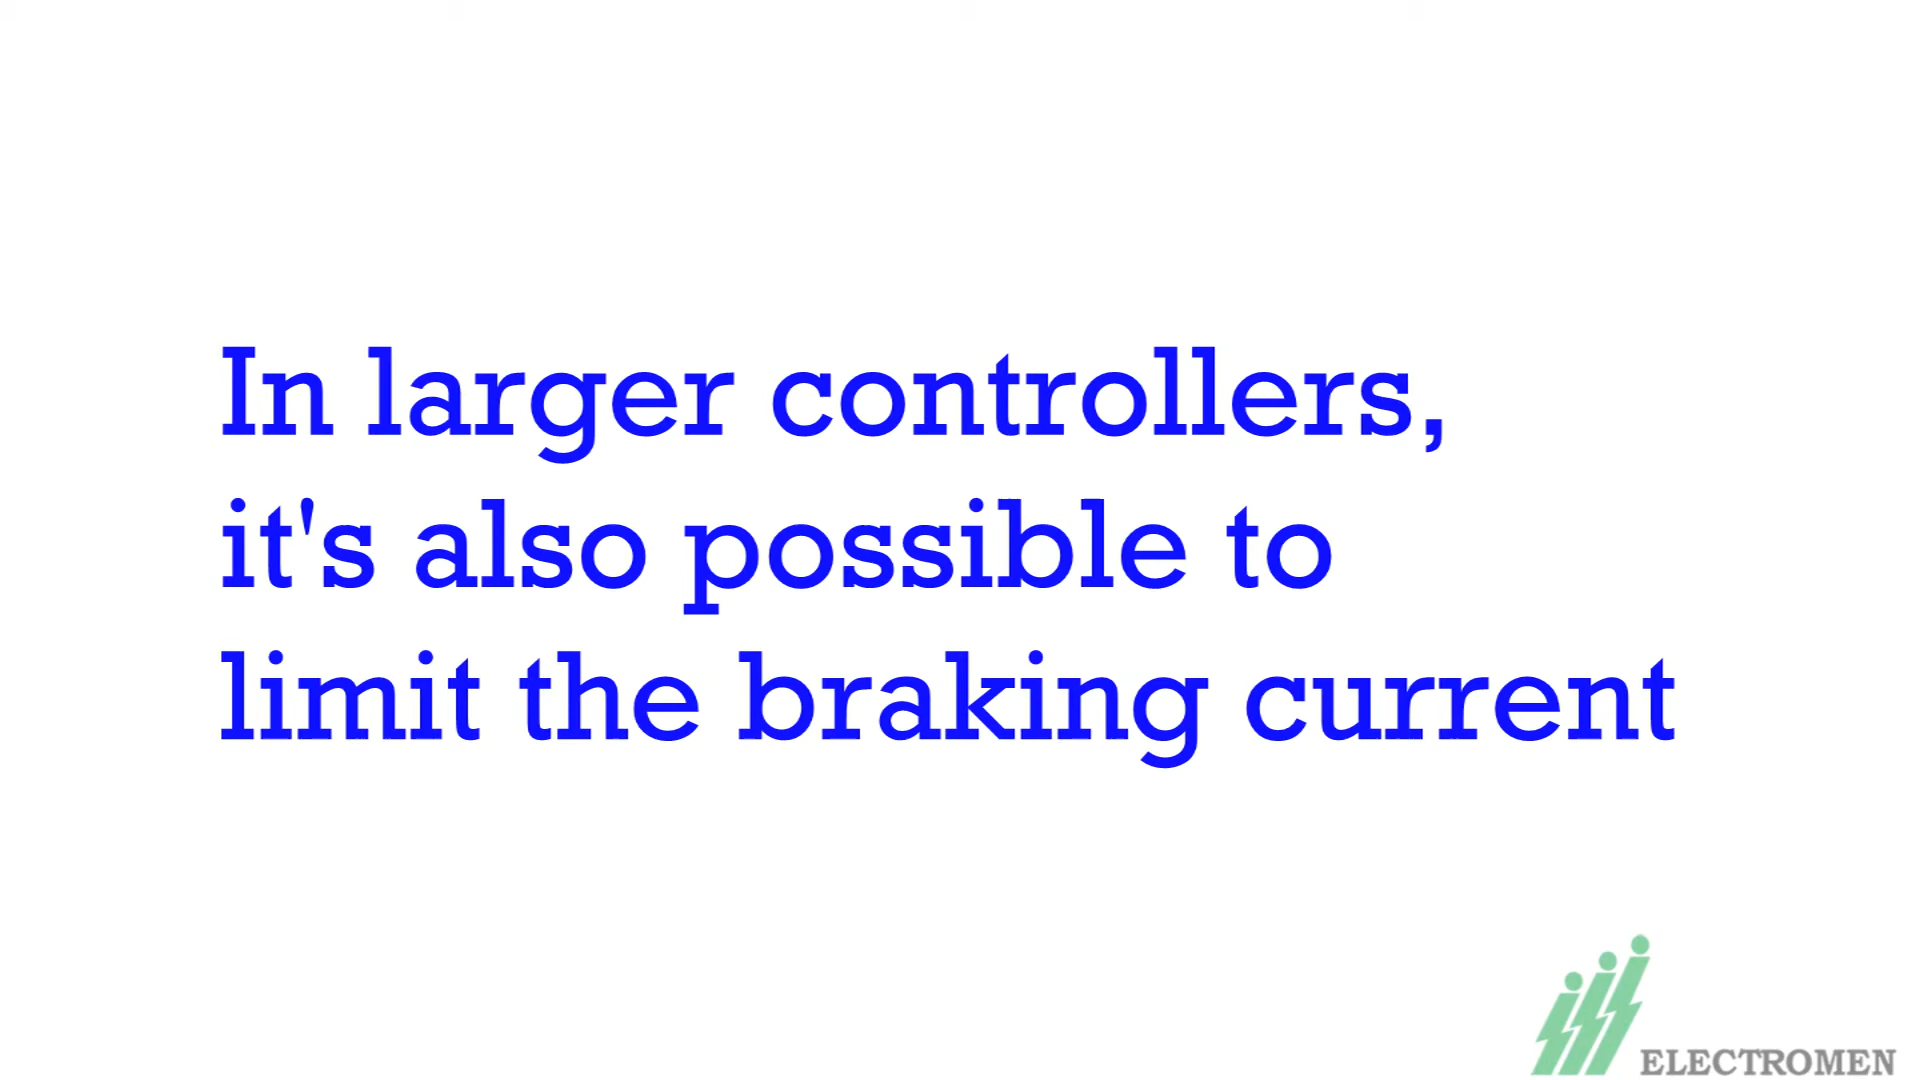 In larger controllers,
it's also possible to
limit the braking current
ELECTROMEN